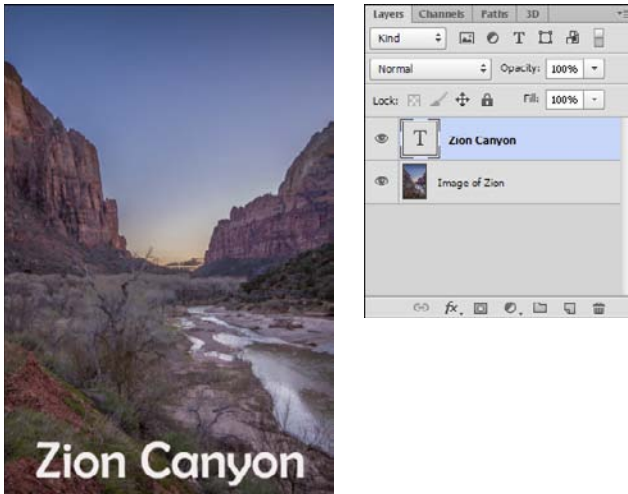 Zion Canyon
Layers Channels Paths 3D
Kind T
Normal Opacity: 100%
Lock: Fill: 100%
T Zion Canyon
Image of Zion
fx